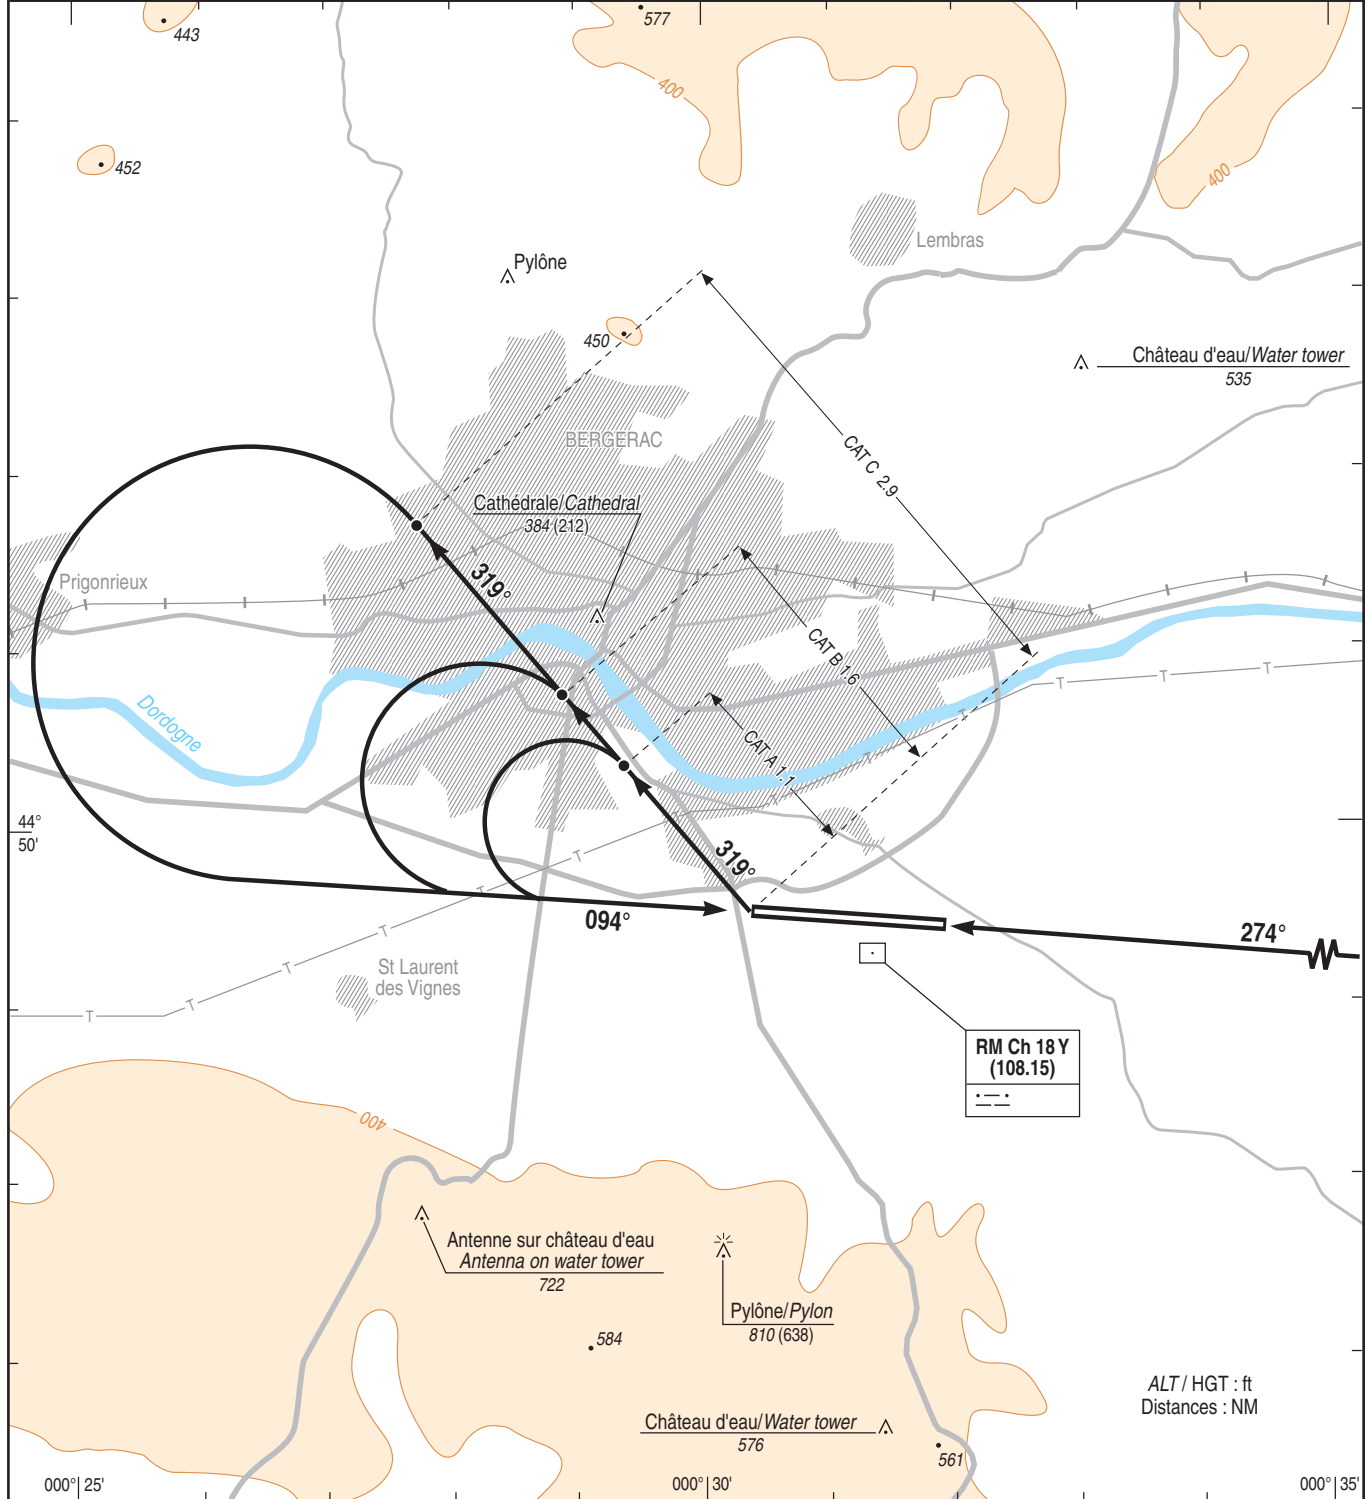 577
443
400
452
400
Lembras
Pylône
450
Château d'eau/Water tower
535
BERGERAC
CAT C 2.9
Cathédrale/Cathedral
384 (212)
319°
Prigonrieux
CAT B 1.6
Dordogne
CAT A 1.1
44°
50'
319°
094°
274°
St Laurent
des Vignes
RM Ch 18 Y
(108.15)
400
Antenne sur château d'eau
Antenna on water tower
722
Pylône/Pylon
810 (638)
584
ALT / HGT : ft
Distances : NM
Château d'eau/Water tower
576
561
000° 25'
000° 30'
000° 35'